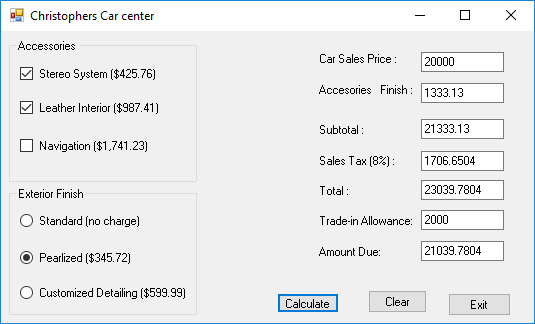 Christophers Car center
Accessories
Stereo System ($425.76)
Leather Interior ($987.41)
Navigation ($1,741.23)
Exterior Finish
Standard (no charge)
Pearlized ($345.72)
Customized Detailing ($599.99)
Car Sales Price : 20000
Accesories Finish : 1333.13
Subtotal : 21333.13
Sales Tax (8%) : 1706.6504
Total : 23039.7804
Trade-in Allowance: 2000
Amount Due: 21039.7804
Calculate Clear Exit